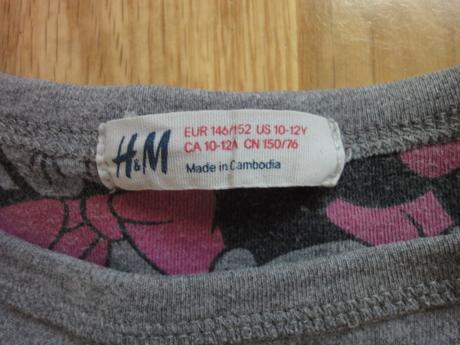 H&M
EUR 146/152 US 10-12Y
CA 10-12A CN 150/76
Made in Cambodia